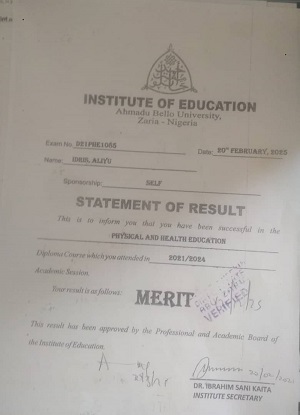 INSTITUTE OF EDUCATION
Ahmadu Bello University,
Zaria - Nigeria
Exam No. 921PHE1055 Date: 20th FEBRUARY, 2025
Name: IDRIS, ALIYU
Sponsorship: SELF
STATEMENT OF RESULT
This is to inform you that you have been successful in the
PHYSICAL AND HEALTH EDUCATION
Diploma Course which you attended in 2021/2024
Academic Session.
Your result is as follows: MERIT
VERIFIED
This result has been approved by the Professional and Academic Board of
the Institute of Education.
DR. IBRAHIM SANI KAITA
INSTITUTE SECRETARY